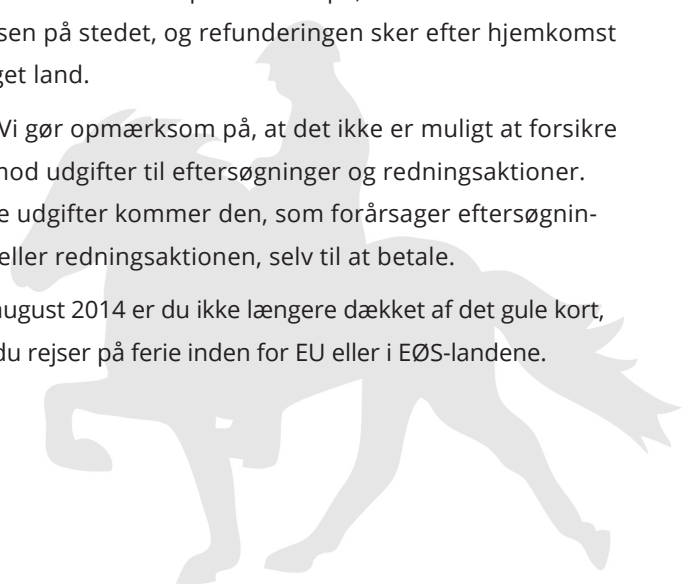 sen på stedet, og refunderingen sker efter hjemkomst
get land.
Vi gør opmærksom på, at det ikke er muligt at forsikre
mod udgifter til eftersøgninger og redningsaktioner.
e udgifter kommer den, som forårsager eftersøgnin-
eller redningsaktionen, selv til at betale.
august 2014 er du ikke længere dækket af det gule kort,
du rejser på ferie inden for EU eller i EØS-landene.